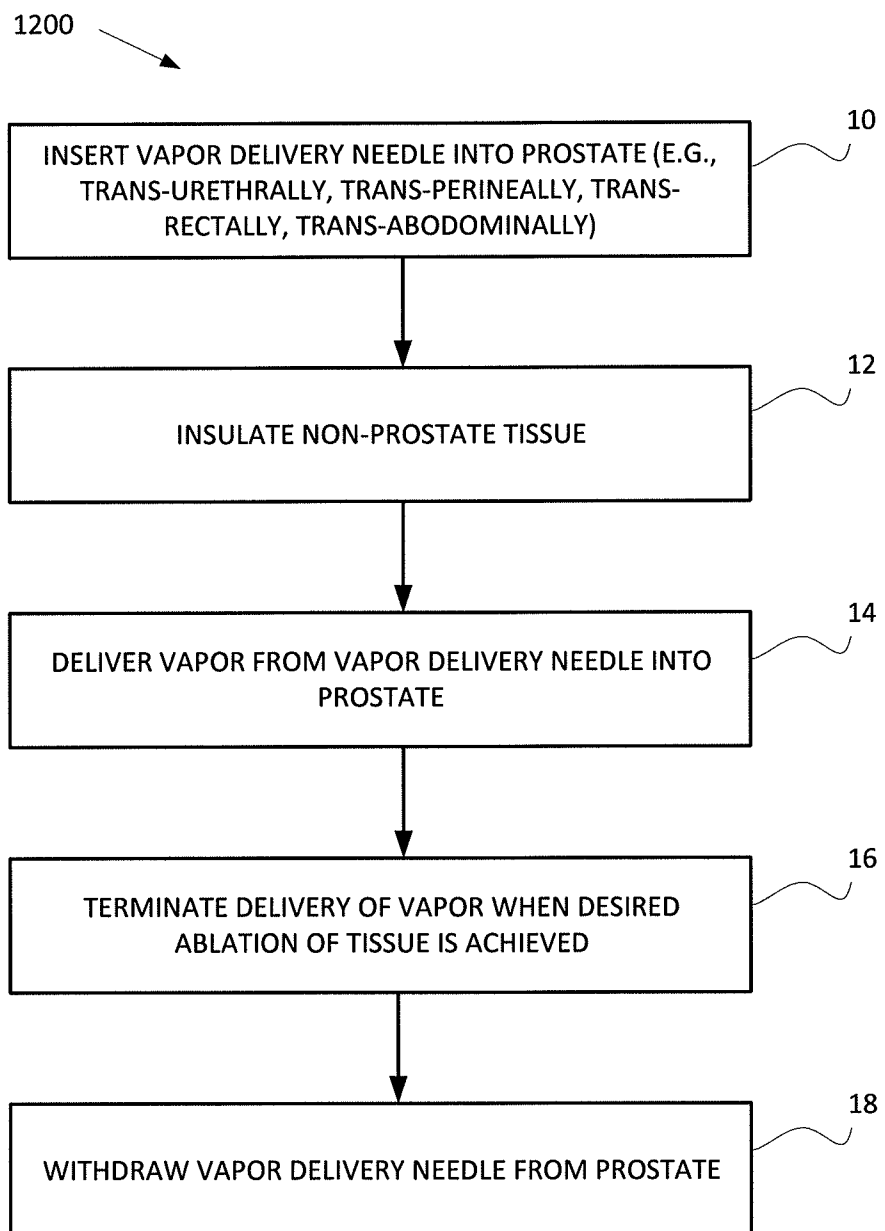 1200
10
INSERT VAPOR DELIVERY NEEDLE INTO PROSTATE (E.G.,
TRANS-URETHRALLY, TRANS-PERINEALLY, TRANS-
RECTALLY, TRANS-ABODOMINALLY)
12
INSULATE NON-PROSTATE TISSUE
14
DELIVER VAPOR FROM VAPOR DELIVERY NEEDLE INTO
PROSTATE
16
TERMINATE DELIVERY OF VAPOR WHEN DESIRED
ABLATION OF TISSUE IS ACHIEVED
18
WITHDRAW VAPOR DELIVERY NEEDLE FROM PROSTATE